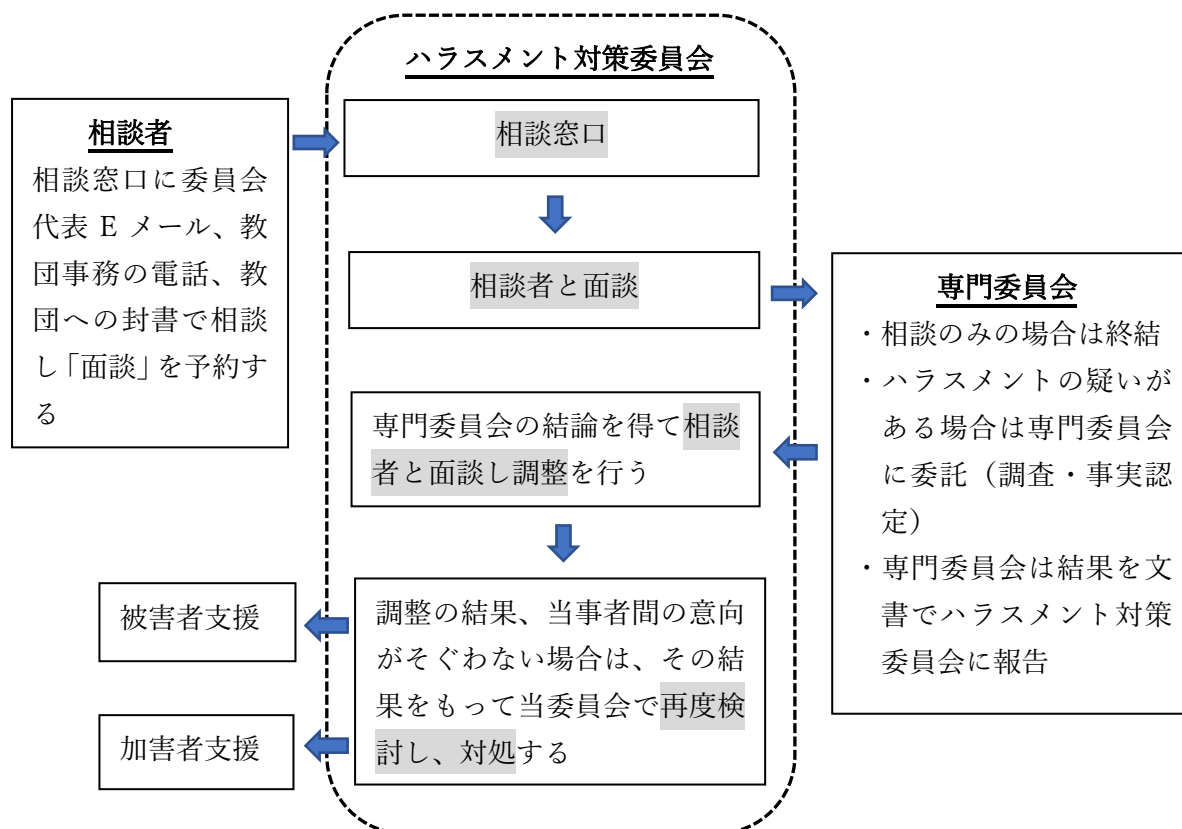 ハラスメント対策委員会
相談者
相談窓口に委員会
代表 E メール、教
団事務の電話、教
団への封書で相談
し「面談」を予約す
る
相談窓口
相談者と面談
専門委員会
・相談のみの場合は終結
・ハラスメントの疑いが
ある場合は専門委員会
に委託（調査・事実認
定）
・専門委員会は結果を文
書でハラスメント対策
委員会に報告
専門委員会の結論を得て相談
者と面談し調整を行う
調整の結果、当事者間の意向
がそぐわない場合は、その結
果をもって当委員会で再度検
討し、対処する
被害者支援
加害者支援